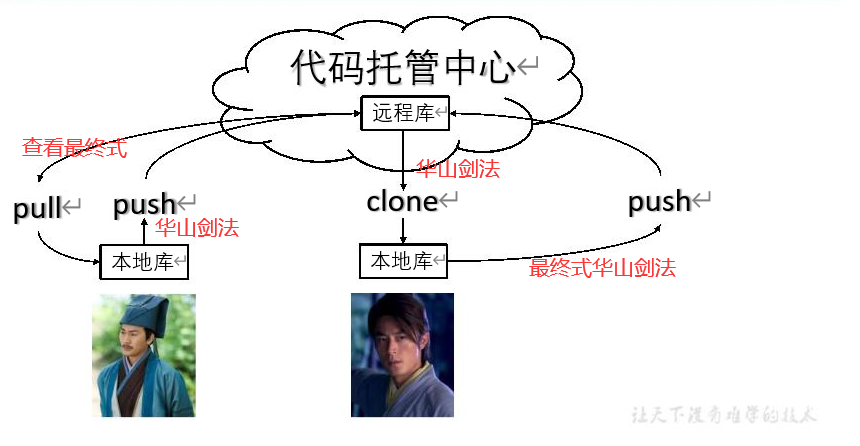 代码托管中心
远程库
查看最终式
华山剑法
pull
push
clone
push
华山剑法
本地库
本地库
最终式华山剑法
让天下没有难学的技术